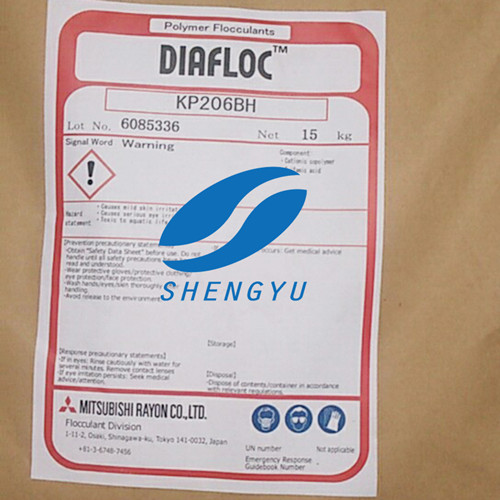 Polymer Flocculants
DIAFLOC™
KP206BH
Lot No. 6085336 Net 15 kg
Signal Word Warning
Component:
• Cationic copolymer
acid
Hazard statement
• Causes mild skin
• Causes serious eye
• Toxic to aquatic life
[Prevention precautionary statements]
-Obtain "Safety Data Sheet" before use. Do not
handle until all safety precautions
read and understood.
-Wear protective gloves/protective clothing/
eye protection/face protection.
-Wash hands/eyes/skin thoroughly
handling.
-Avoid release to the environment.
occurs: Get medical advice
SHENGYU
[Storage]
[Response precautionary statements]
-If in eyes: Rinse cautiously with water for
several minutes. Remove contact lenses
-If eye irritation persists: Seek medical
advice/attention.
[Disposal]
-Dispose of contents/container in accordance
with relevant regulations.
MITSUBISHI RAYON CO.,LTD.
Flocculant Division
1-11-2, Osaki, Shinagawa-ku, Tokyo 141-0032, Japan
+81-3-6748-7456
UN number Not applicable
Emergency Response
Guidebook Number